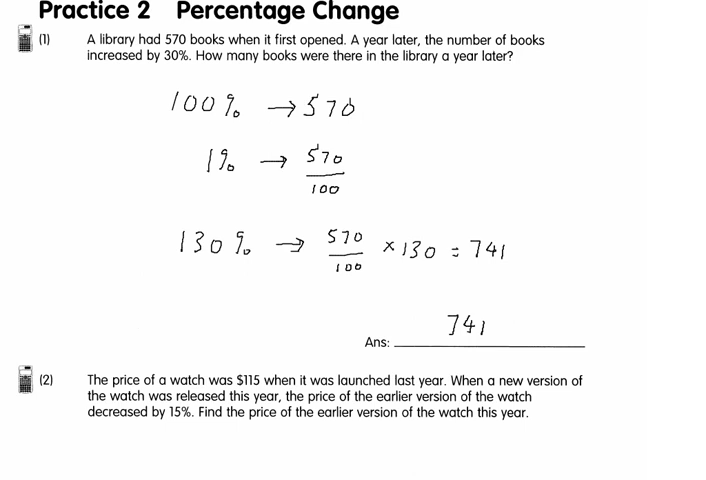 Practice 2 Percentage Change
(1) A library had 570 books when it first opened. A year later, the number of books
increased by 30%. How many books were there in the library a year later?
100% → 570
1% → 570/100
130% → 570/100 × 130 = 741
Ans: 741
(2) The price of a watch was $115 when it was launched last year. When a new version of
the watch was released this year, the price of the earlier version of the watch
decreased by 15%. Find the price of the earlier version of the watch this year.